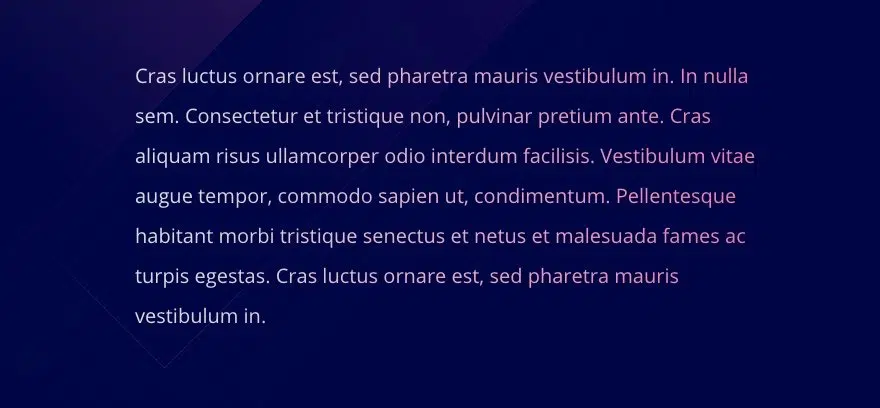 Cras luctus ornare est, sed pharetra mauris vestibulum in. In nulla
sem. Consectetur et tristique non, pulvinar pretium ante. Cras
aliquam risus ullamcorper odio interdum facilisis. Vestibulum vitae
augue tempor, commodo sapien ut, condimentum. Pellentesque
habitant morbi tristique senectus et netus et malesuada fames ac
turpis egestas. Cras luctus ornare est, sed pharetra mauris
vestibulum in.